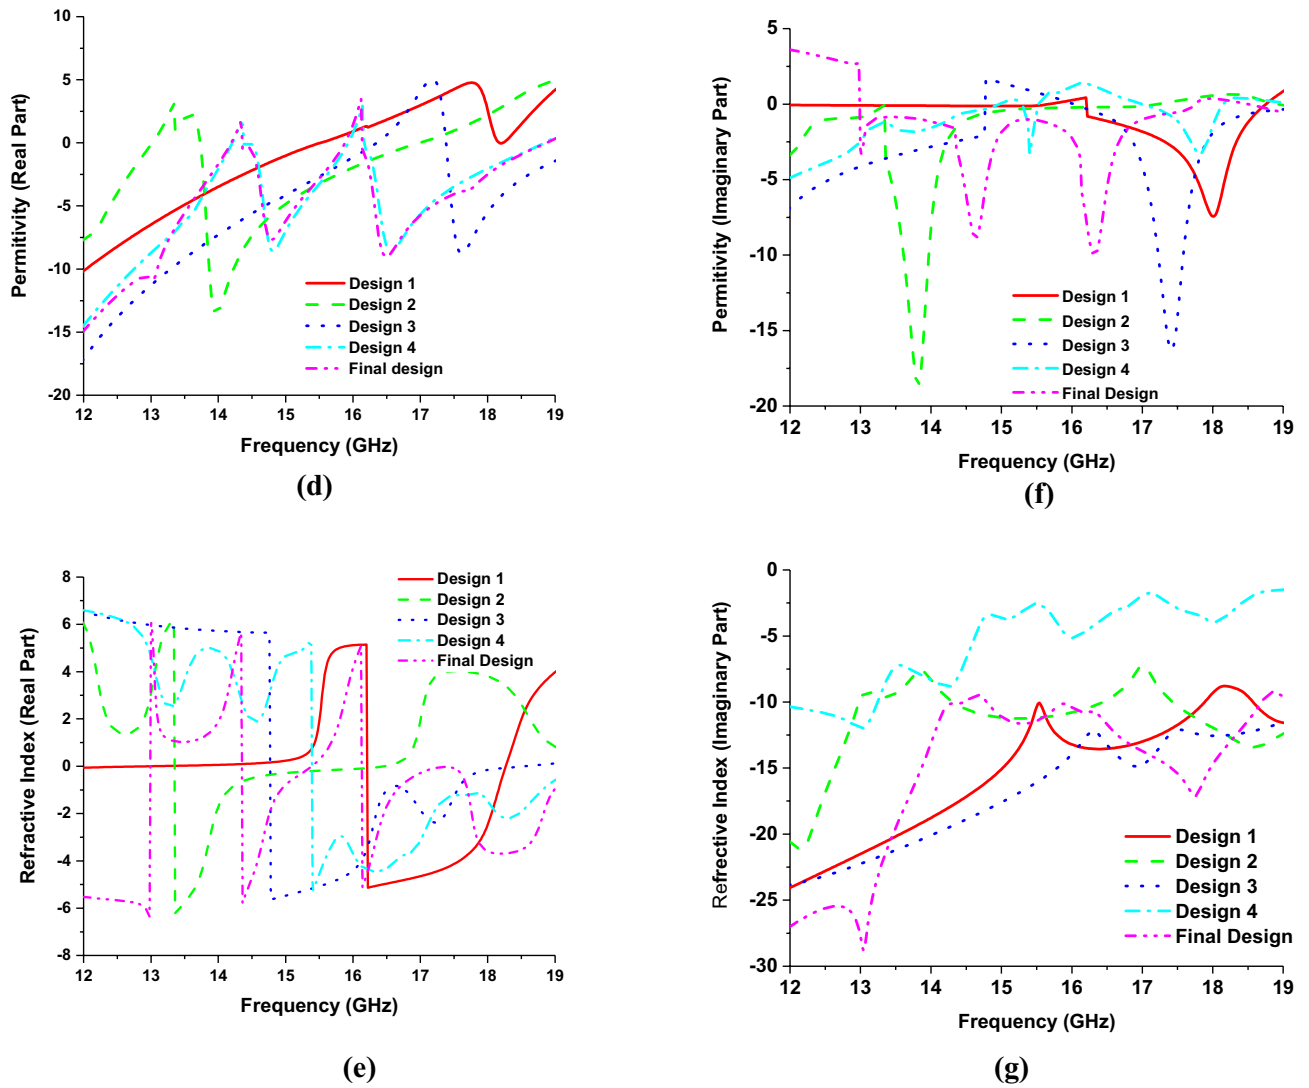 Permitivity (Real Part)
10
5
0
-5
-10
-15
-20
12 13 14 15 16 17 18 19
Frequency (GHz)
Design 1
Design 2
Design 3
Design 4
Final design
(d)
Permitivity (Imaginary Part)
5
0
-5
-10
-15
-20
12 13 14 15 16 17 18 19
Frequency (GHz)
Design 1
Design 2
Design 3
Design 4
Final Design
(f)
Refractive Index (Real Part)
8
6
4
2
0
-2
-4
-6
-8
12 13 14 15 16 17 18 19
Frequency (GHz)
Design 1
Design 2
Design 3
Design 4
Final Design
(e)
Refrective Index (Imaginary Part)
0
-5
-10
-15
-20
-25
-30
12 13 14 15 16 17 18 19
Frequency (GHz)
Design 1
Design 2
Design 3
Design 4
Final Design
(g)